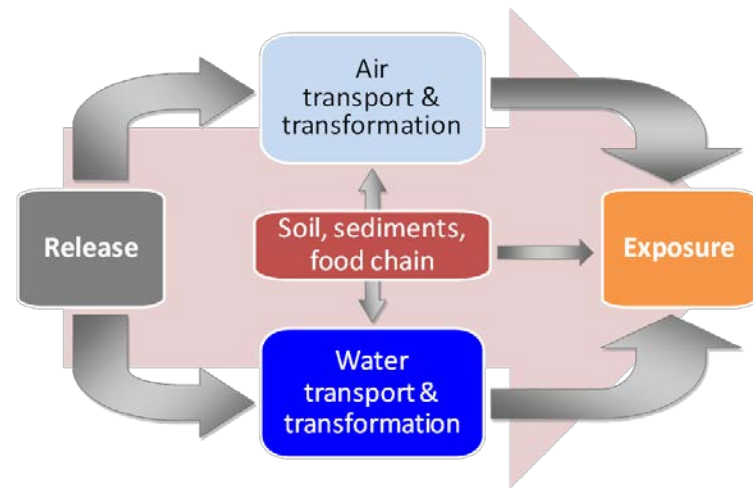 Air
transport &
transformation
Release
Soil, sediments,
food chain
Exposure
Water
transport &
transformation